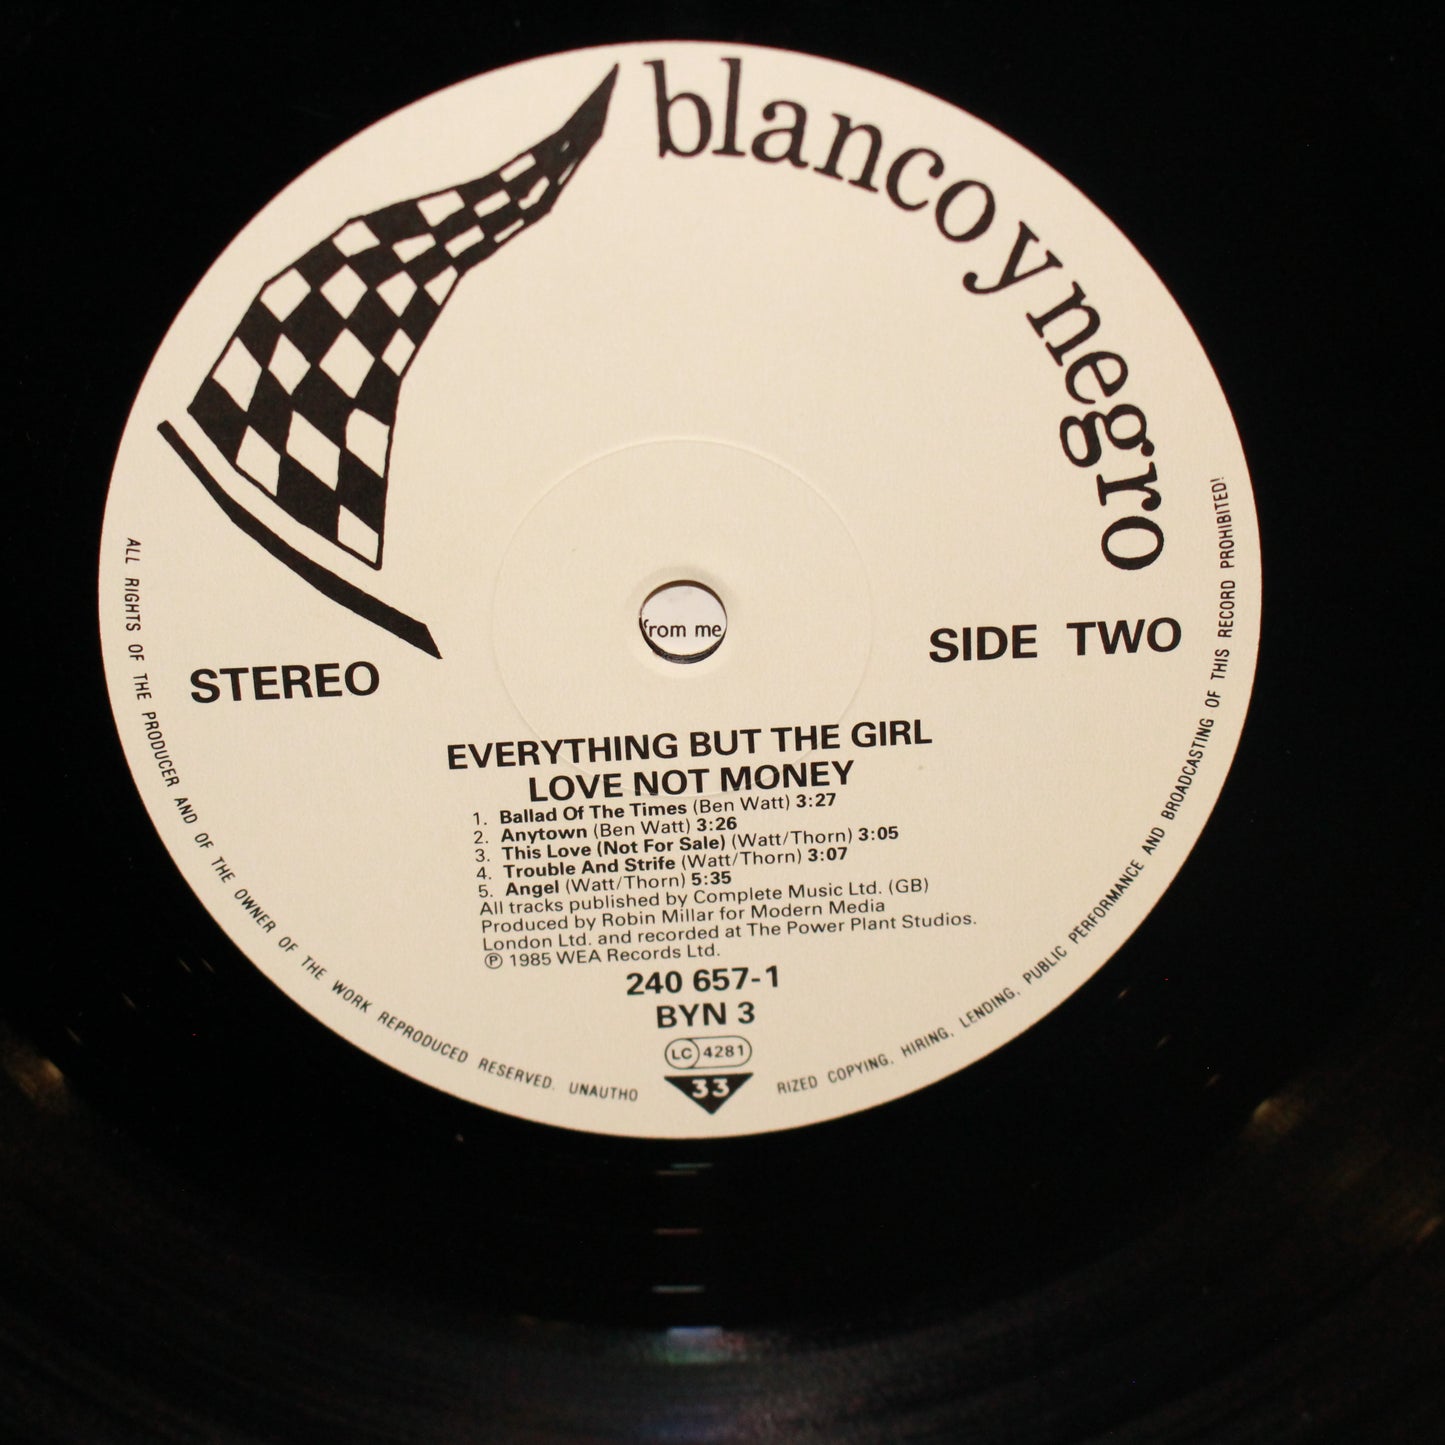 blanco y negro
STEREO
SIDE TWO
from me
EVERYTHING BUT THE GIRL
LOVE NOT MONEY
1. Ballad Of The Times (Ben Watt) 3:27
2. Anytown (Ben Watt) 3:26
3. This Love (Not For Sale) (Watt/Thorn) 3:05
4. Trouble And Strife (Watt/Thorn) 3:07
5. Angel (Watt/Thorn) 5:35
All tracks published by Complete Music Ltd. (GB)
Produced by Robin Millar for Modern Media
London Ltd. and recorded at The Power Plant Studios.
℗ 1985 WEA Records Ltd.
240 657-1
BYN 3
LC 4281
33
ALL RIGHTS OF THE PRODUCER AND OF THE OWNER OF THE WORK REPRODUCED RESERVED. UNAUTHO
RIZED COPYING, HIRING, LENDING, PUBLIC PERFORMANCE AND BROADCASTING OF THIS RECORD PROHIBITED!